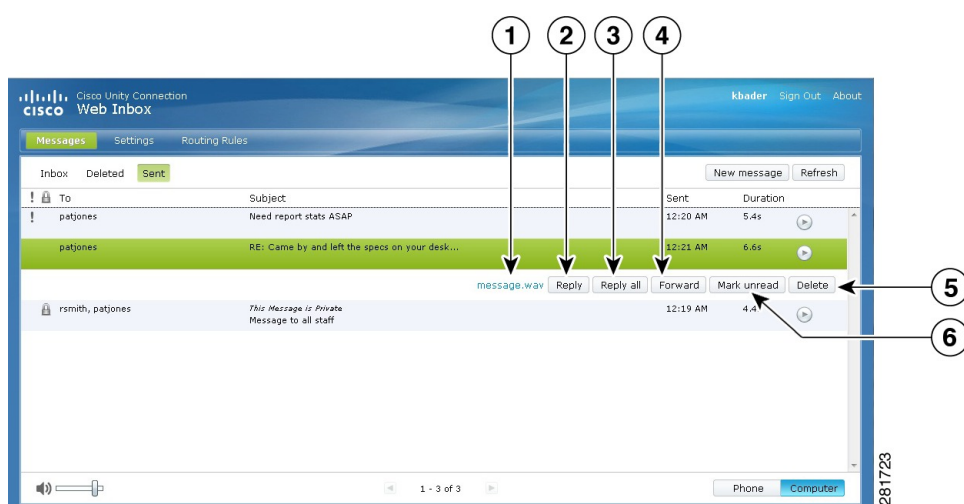 1 2 3 4
Cisco Unity Connection
CISCO Web Inbox
kbader Sign Out About
Messages Settings Routing Rules
Inbox Deleted Sent New message Refresh
! To Subject Sent Duration
! patjones Need report stats ASAP 12:20 AM 5.4s
patjones RE: Came by and left the specs on your desk... 12:21 AM 6.6s
message.wav Reply Reply all Forward Mark unread Delete 5
rsmith, patjones This Message is Private 12:19 AM 4.4
Message to all staff
6
1 - 3 of 3 Phone Computer
281723